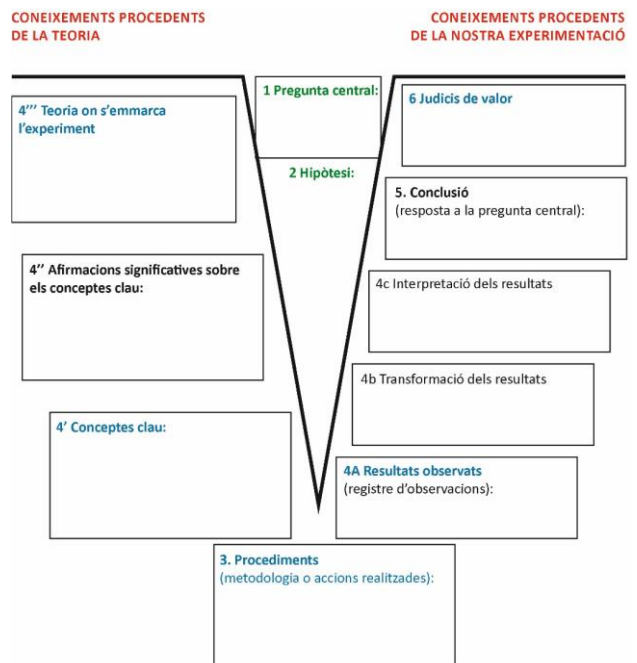 CONEIXEMENTS PROCEDENTS
DE LA TEORIA
CONEIXEMENTS PROCEDENTS
DE LA NOSTRA EXPERIMENTACIÓ
1 Pregunta central:
2 Hipòtesi:
4''' Teoria on s’emmarca
l’experiment
4'' Afirmacions significatives sobre
els conceptes clau:
4' Conceptes clau:
3. Procediments
(metodologia o accions realitzades):
6 Judicis de valor
5. Conclusió
(resposta a la pregunta central):
4c Interpretació dels resultats
4b Transformació dels resultats
4A Resultats observats
(registre d’observacions):